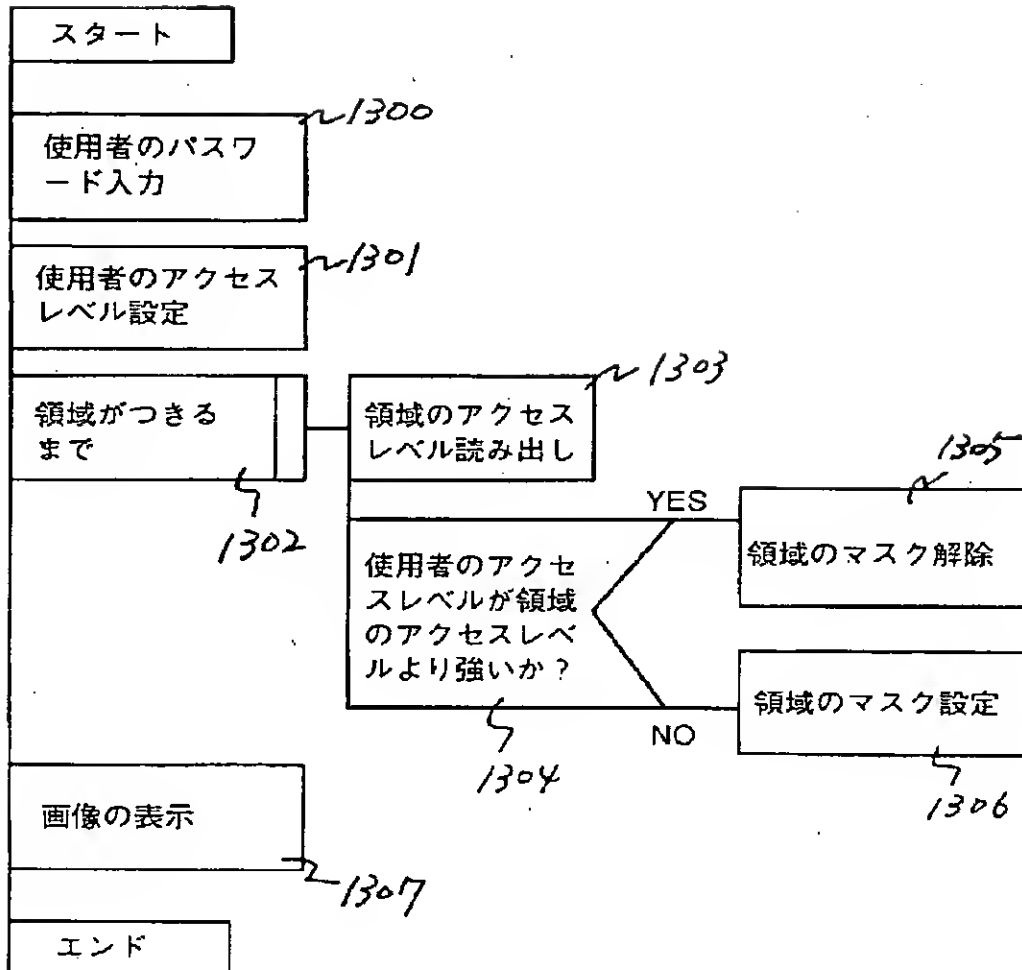 スタート
1300
使用者のパスワ
ード入力
1301
使用者のアクセス
レベル設定
1303
領域がつきる
まで
領域のアクセス
レベル読み出し
1302
1305
YES
使用者のアクセ
スレベルが領域
のアクセスレベ
ルより強いか？
領域のマスク解除
NO
領域のマスク設定
1304
1306
画像の表示
1307
エンド